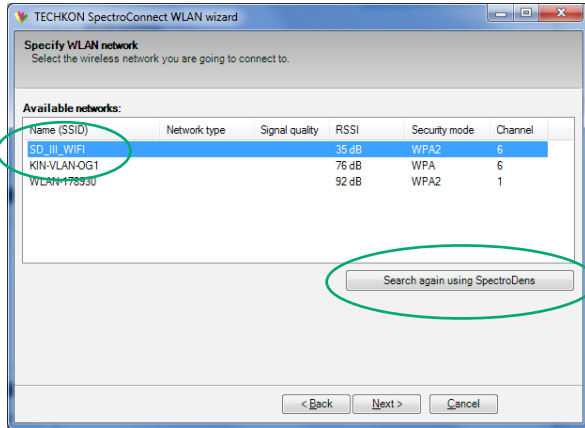 TECHKON SpectroConnect WLAN wizard
Specify WLAN network
Select the wireless network you are going to connect to.
Available networks:
Name (SSID) Network type Signal quality RSSI Security mode Channel
SD_III_WIFI 35 dB WPA2 6
KIN-VLAN-OG1 76 dB WPA 6
WLAN-178930 92 dB WPA2 1
Search again using SpectroDens
< Back Next > Cancel